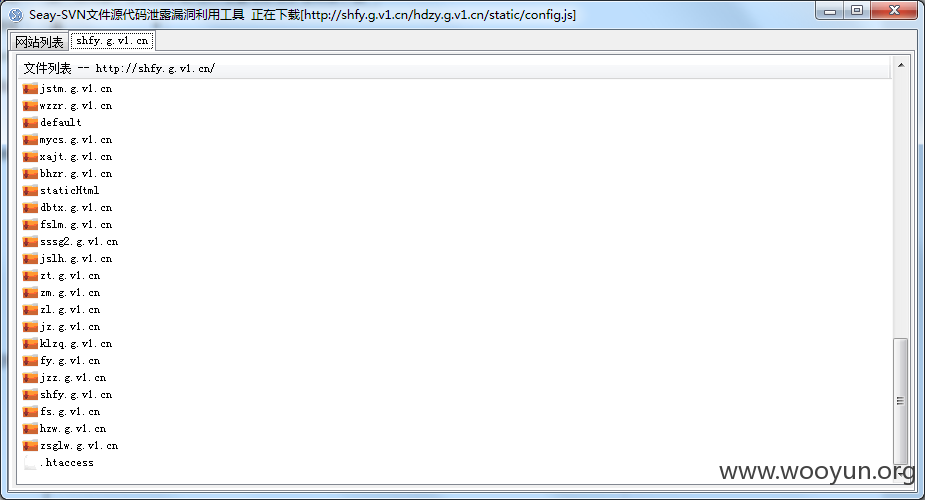 Seay-SVN文件源代码泄露漏洞利用工具 正在下载[http://shfy.g.v1.cn/hdzy.g.v1.cn/static/config.js]
网站列表 shfy.g.v1.cn
文件列表 -- http://shfy.g.v1.cn/
jstm.g.v1.cn
wzzr.g.v1.cn
default
mycs.g.v1.cn
xajt.g.v1.cn
bhzr.g.v1.cn
staticHtml
dbtx.g.v1.cn
fslm.g.v1.cn
sssg2.g.v1.cn
jslh.g.v1.cn
zt.g.v1.cn
zm.g.v1.cn
zl.g.v1.cn
jz.g.v1.cn
klzq.g.v1.cn
fy.g.v1.cn
jzz.g.v1.cn
shfy.g.v1.cn
fs.g.v1.cn
hzw.g.v1.cn
zsglw.g.v1.cn
.htaccess
www.wooyun.org